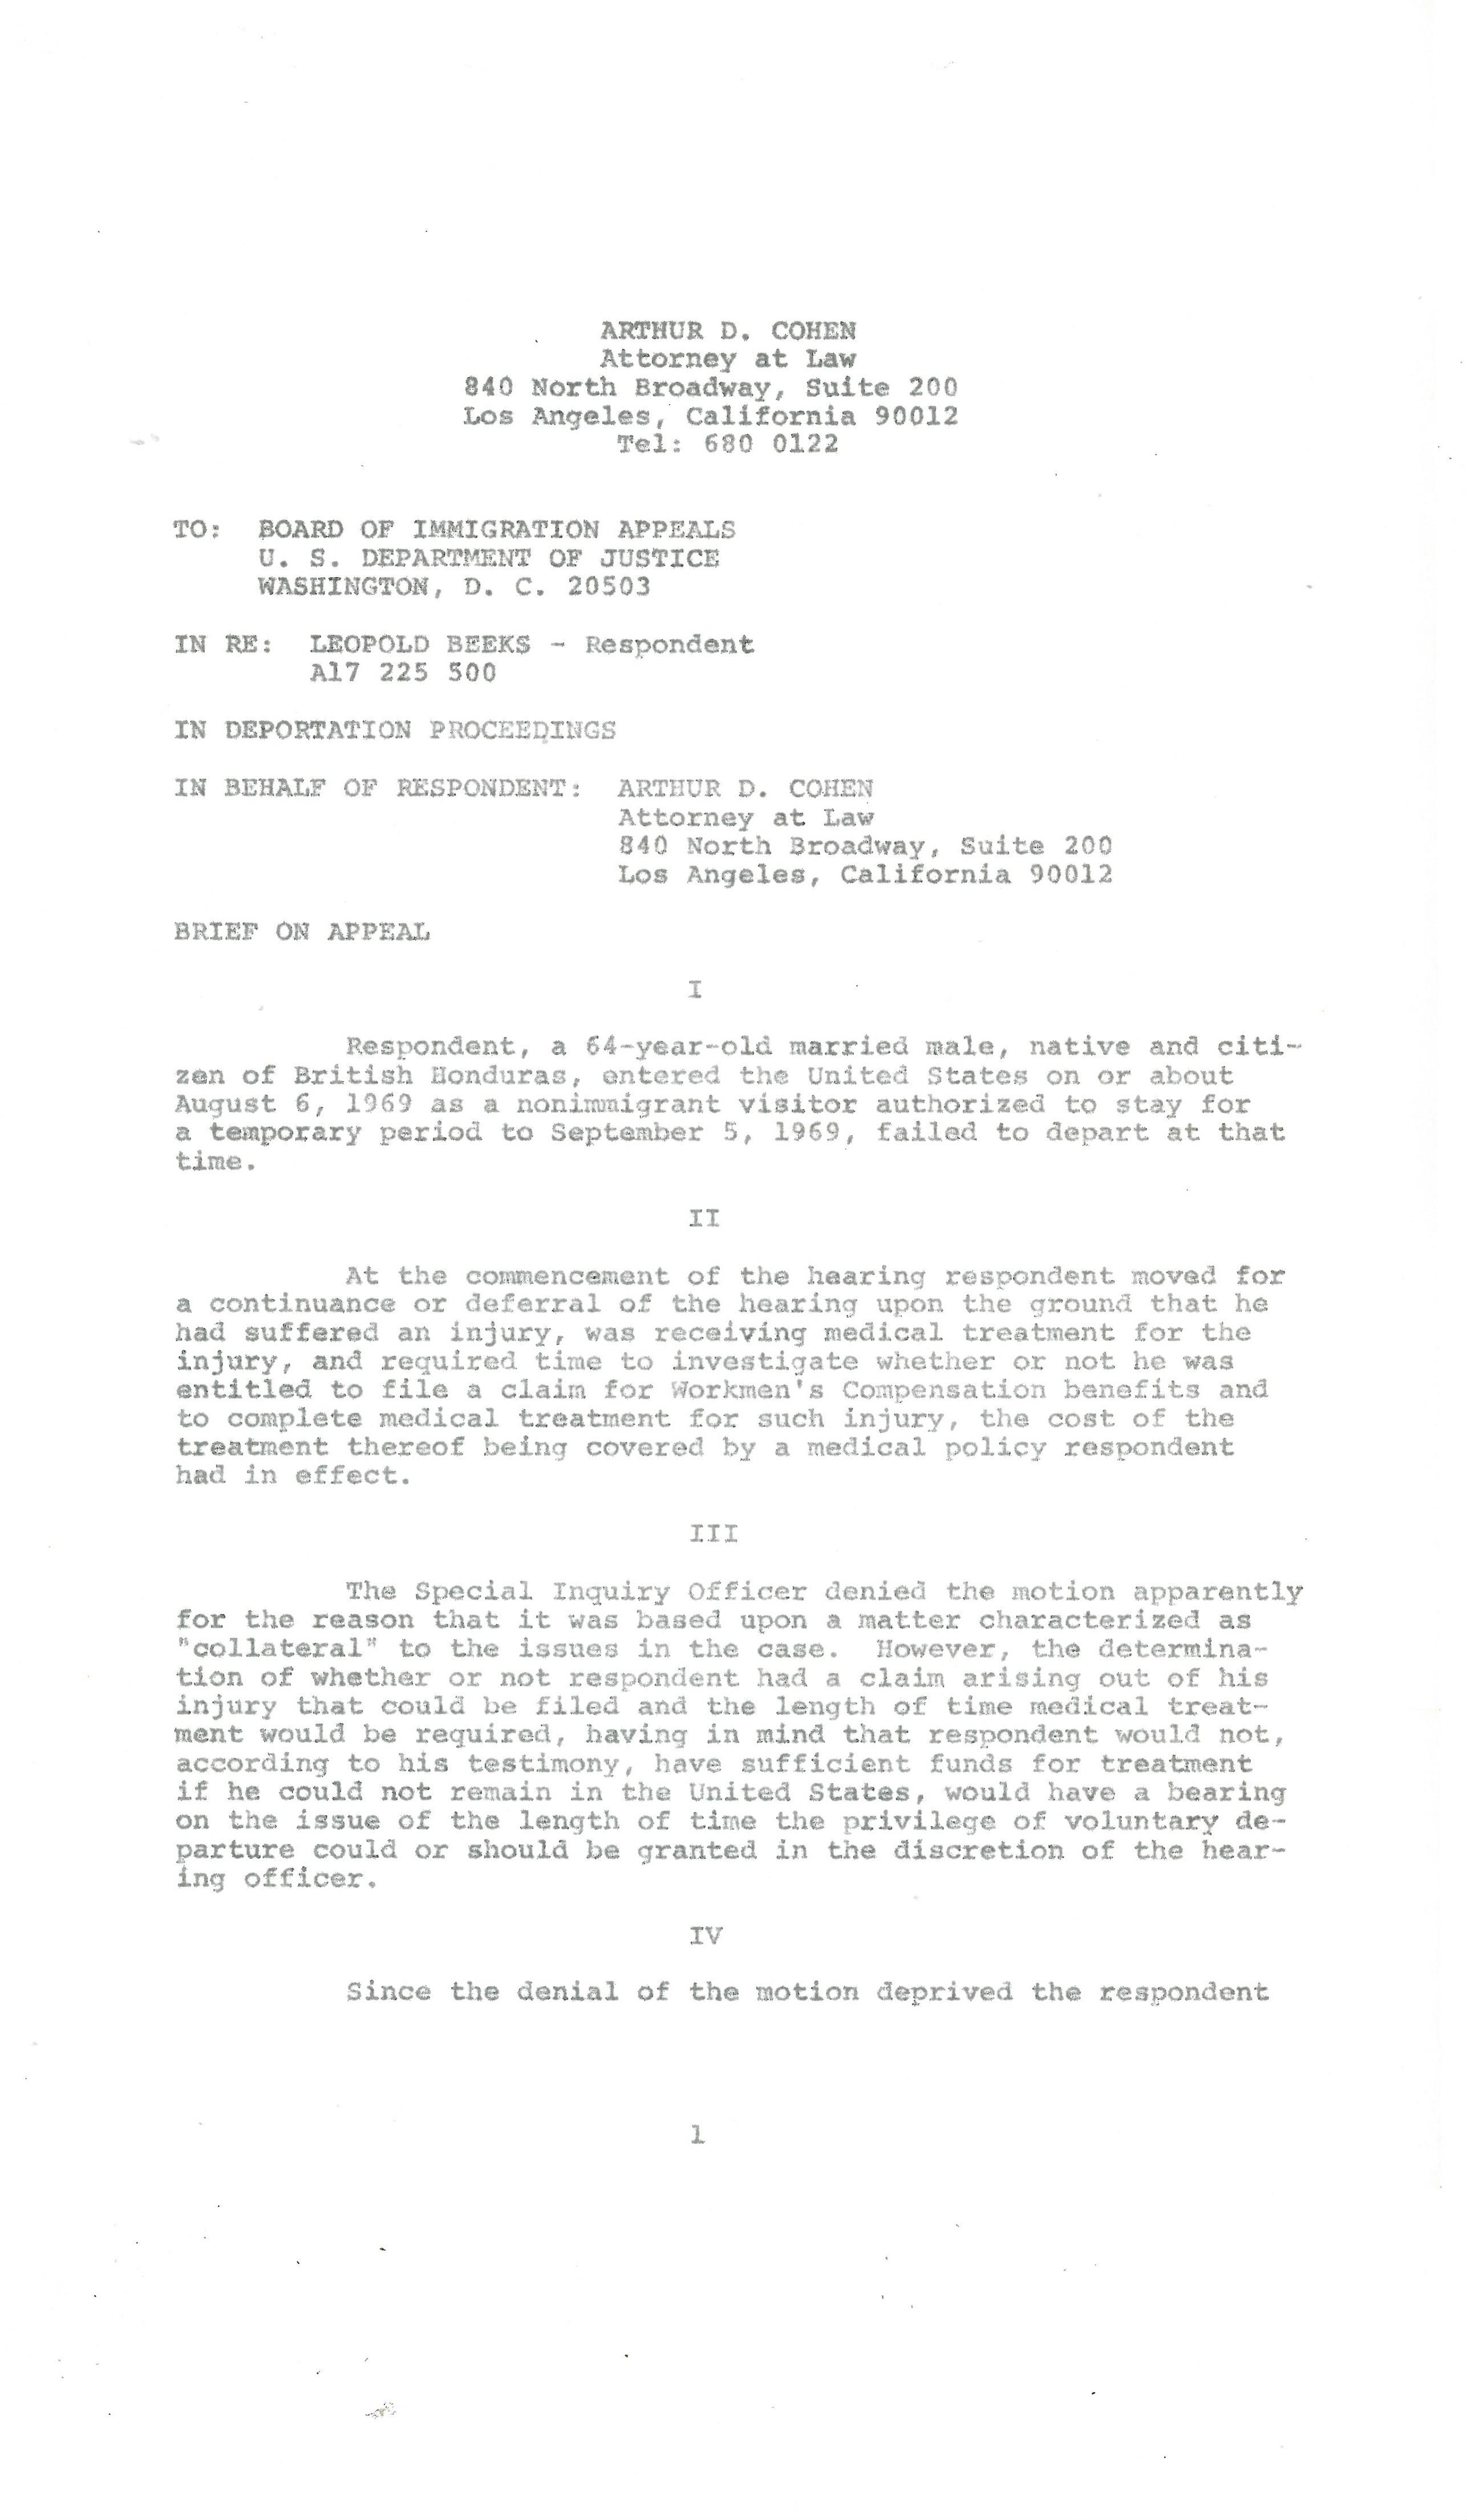 ARTHUR D. COHEN
Attorney at Law
840 North Broadway, Suite 200
Los Angeles, California 90012
Tel: 680 0122
TO: BOARD OF IMMIGRATION APPEALS
U. S. DEPARTMENT OF JUSTICE
WASHINGTON, D. C. 20503
IN RE: LEOPOLD BEEKS - Respondent
A17 225 500
IN DEPORTATION PROCEEDINGS
IN BEHALF OF RESPONDENT: ARTHUR D. COHEN
Attorney at Law
840 North Broadway, Suite 200
Los Angeles, California 90012
BRIEF ON APPEAL
I
Respondent, a 64-year-old married male, native and citi-
zen of British Honduras, entered the United States on or about
August 6, 1969 as a nonimmigrant visitor authorized to stay for
a temporary period to September 5, 1969, failed to depart at that
time.
II
At the commencement of the hearing respondent moved for
a continuance or deferral of the hearing upon the ground that he
had suffered an injury, was receiving medical treatment for the
injury, and required time to investigate whether or not he was
entitled to file a claim for Workmen's Compensation benefits and
to complete medical treatment for such injury, the cost of the
treatment thereof being covered by a medical policy respondent
had in effect.
III
The Special Inquiry Officer denied the motion apparently
for the reason that it was based upon a matter characterized as
"collateral" to the issues in the case. However, the determina-
tion of whether or not respondent had a claim arising out of his
injury that could be filed and the length of time medical treat-
ment would be required, having in mind that respondent would not,
according to his testimony, have sufficient funds for treatment
if he could not remain in the United States, would have a bearing
on the issue of the length of time the privilege of voluntary de-
parture could or should be granted in the discretion of the hear-
ing officer.
IV
Since the denial of the motion deprived the respondent
1